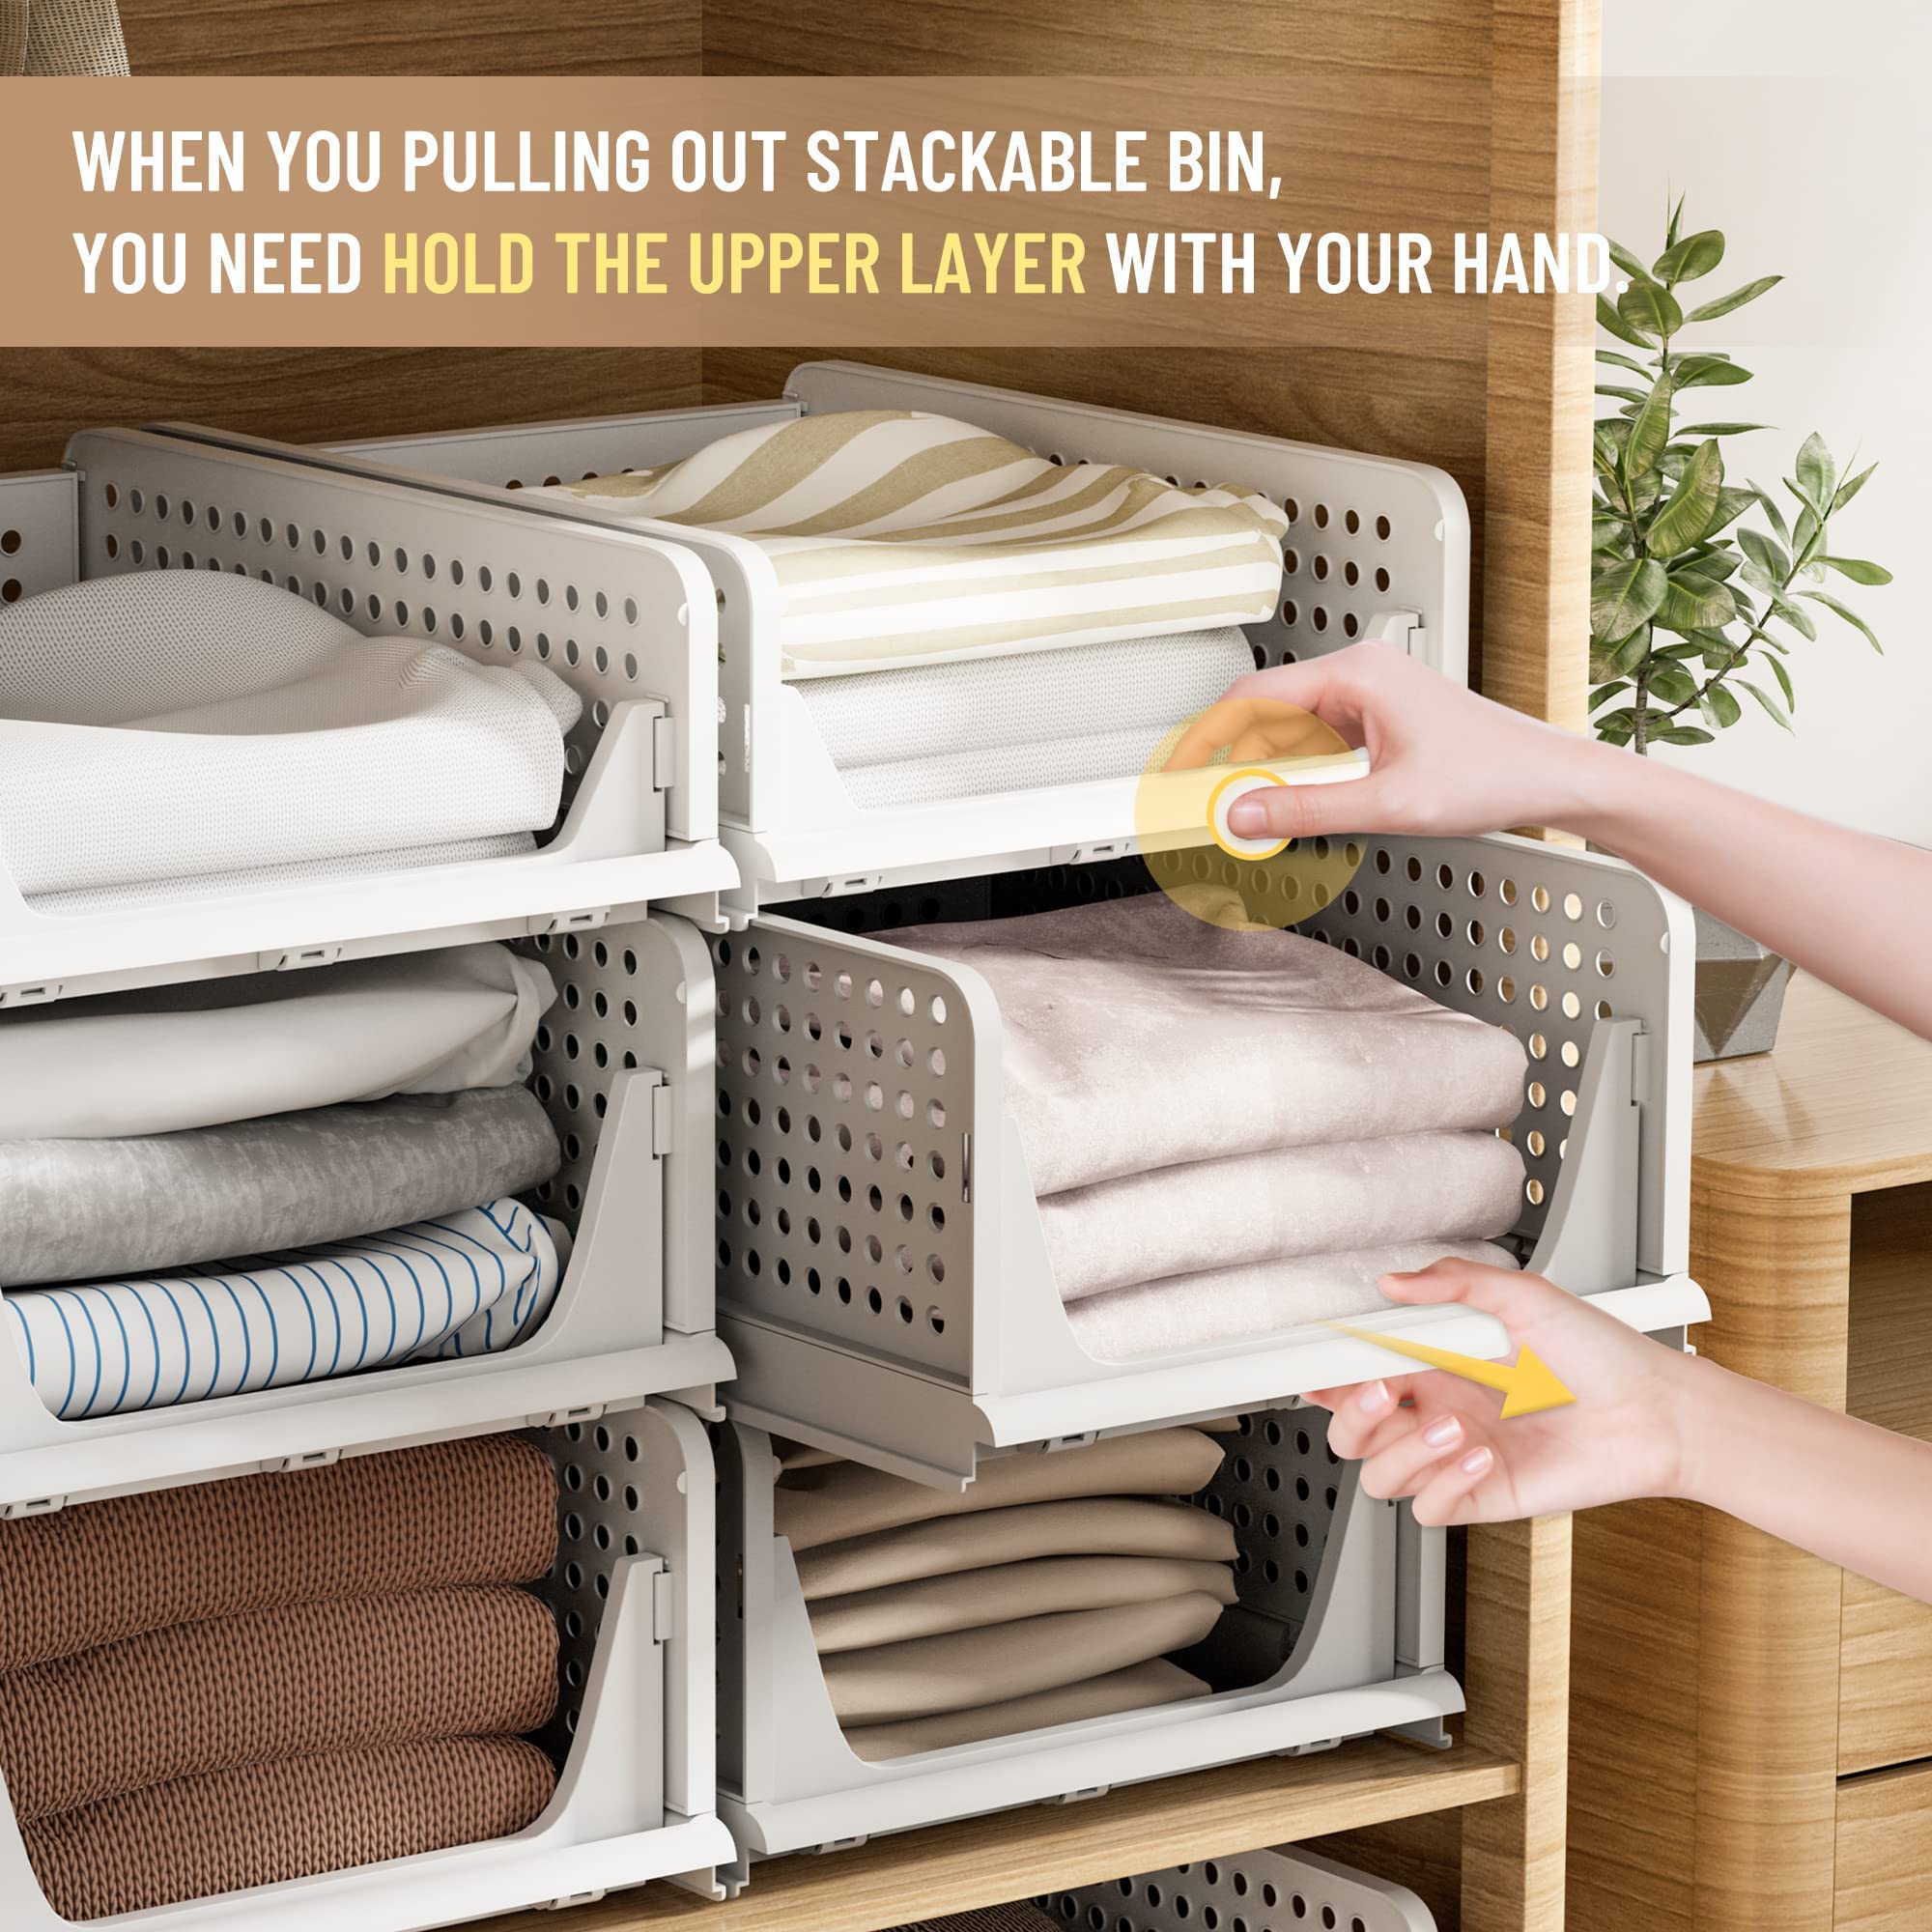 WHEN YOU PULLING OUT STACKABLE BIN,
YOU NEED HOLD THE UPPER LAYER WITH YOUR HAND.